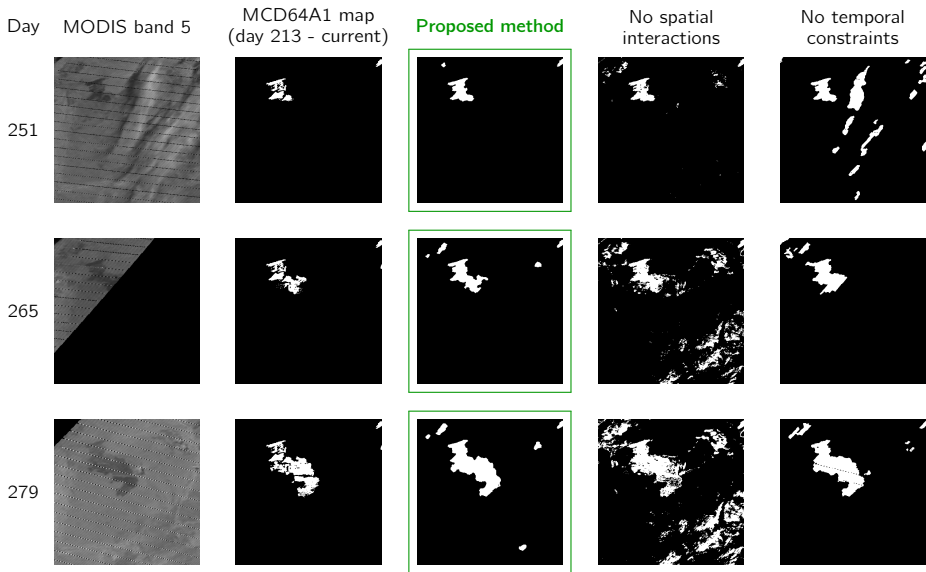 Day
MODIS band 5
MCD64A1 map
(day 213 - current)
Proposed method
No spatial
interactions
No temporal
constraints
251
265
279